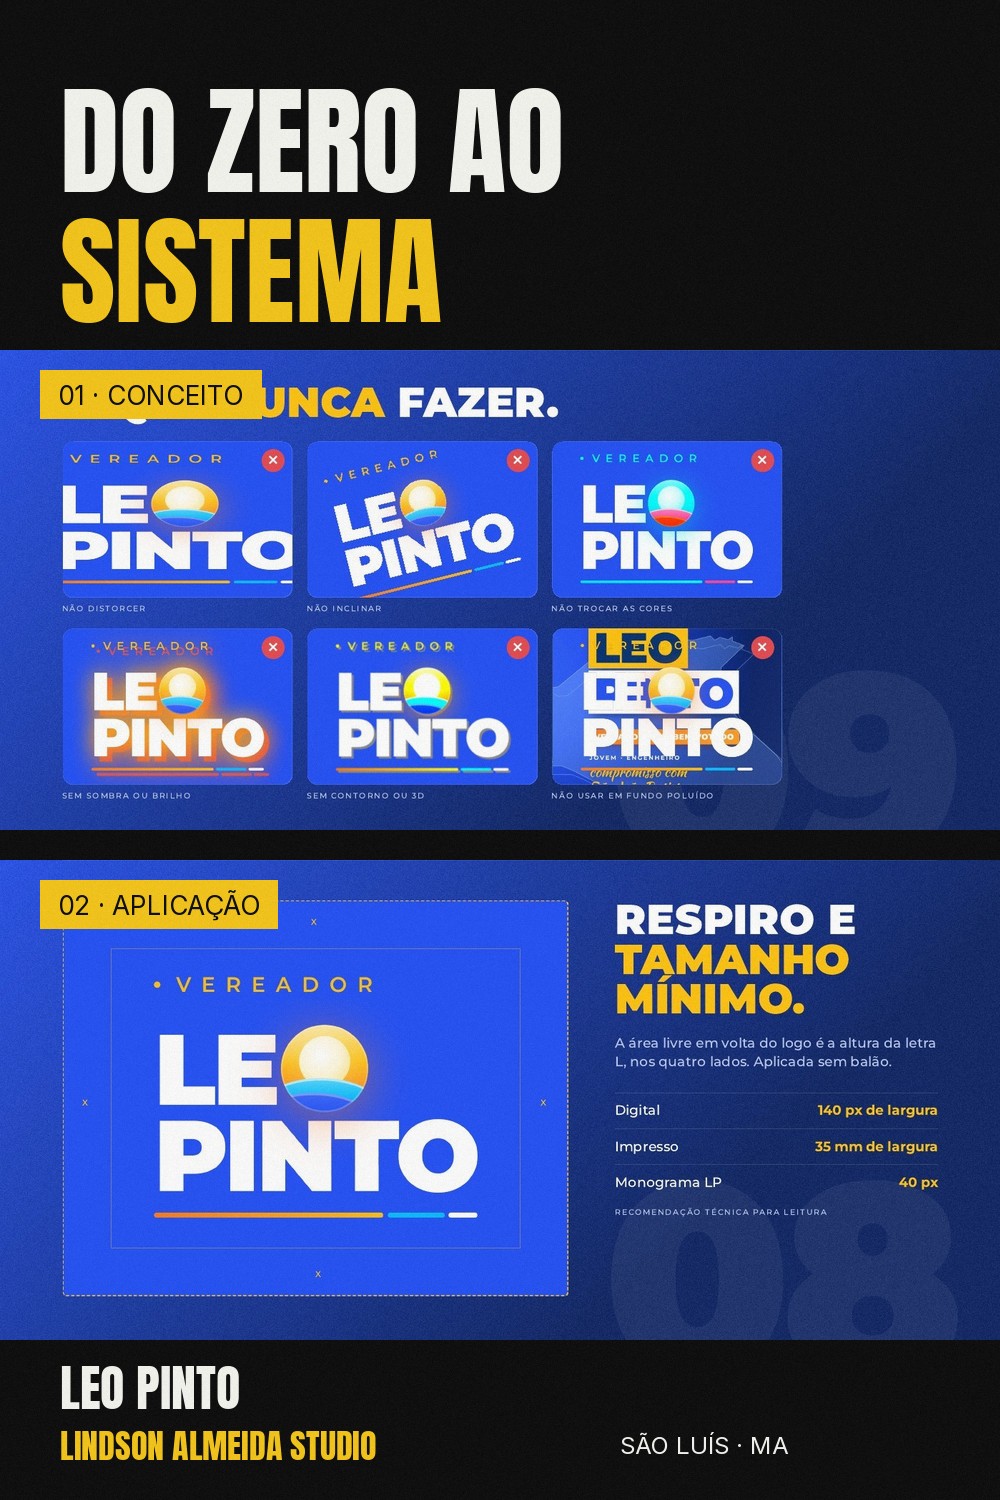 DO ZERO AO
SISTEMA
01 · CONCEITO
UNCA FAZER.
VEREADOR
LEO
PINTO
NÃO DISTORCER
• VEREADOR
LEO
PINTO
NÃO INCLINAR
• VEREADOR
LEO
PINTO
NÃO TROCAR AS CORES
• VEREADOR
LEO
PINTO
SEM SOMBRA OU BRILHO
• VEREADOR
LEO
PINTO
SEM CONTORNO OU 3D
LEO
• VEREADOR
LEO
PINTO
JOVEM · ENGENHEIRO
compromisso com
NÃO USAR EM FUNDO POLUÍDO
09
02 · APLICAÇÃO
x
• VEREADOR
LEO
PINTO
x
x
x
RESPIRO E
TAMANHO
MÍNIMO.
A área livre em volta do logo é a altura da letra
L, nos quatro lados. Aplicada sem balão.
Digital 140 px de largura
Impresso 35 mm de largura
Monograma LP 40 px
RECOMENDAÇÃO TÉCNICA PARA LEITURA
08
LEO PINTO
LINDSON ALMEIDA STUDIO
SÃO LUÍS · MA